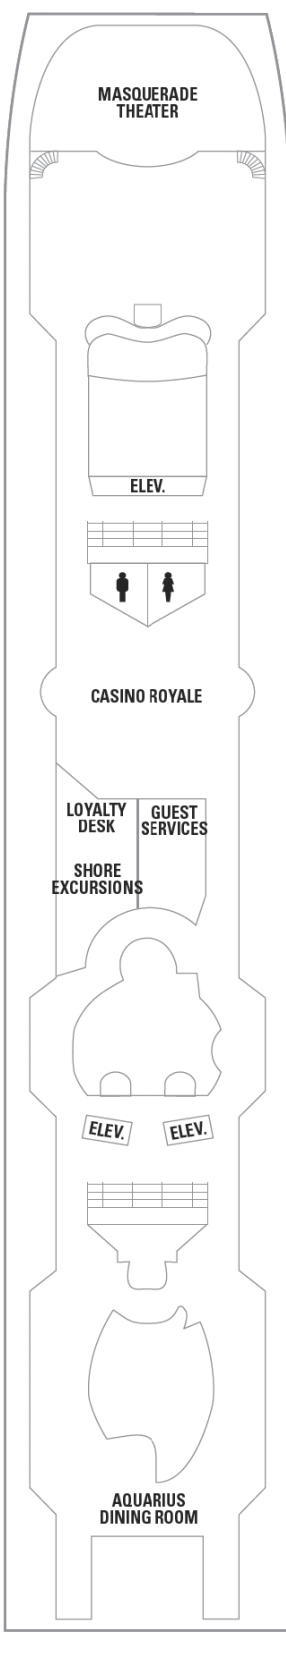 MASQUERADE
THEATER
ELEV.
CASINO ROYALE
LOYALTY
DESK
GUEST
SERVICES
SHORE
EXCURSIONS
ELEV.
ELEV.
AQUARIUS
DINING ROOM